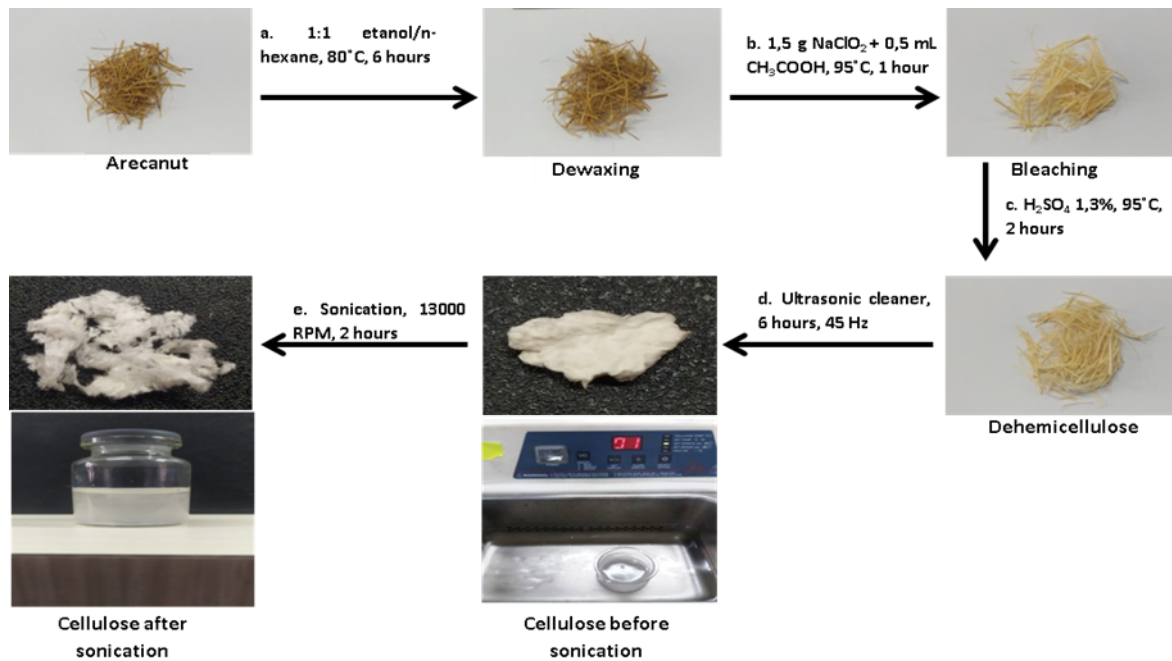 a. 1:1 etanol/n-
hexane, 80˚C, 6 hours
b. 1,5 g NaClO₂ + 0,5 mL
CH₃COOH, 95˚C, 1 hour
Arecanut
Dewaxing
Bleaching
c. H₂SO₄ 1,3%, 95˚C,
2 hours
e. Sonication, 13000
RPM, 2 hours
d. Ultrasonic cleaner,
6 hours, 45 Hz
Dehemicellulose
Cellulose after
sonication
Cellulose before
sonication